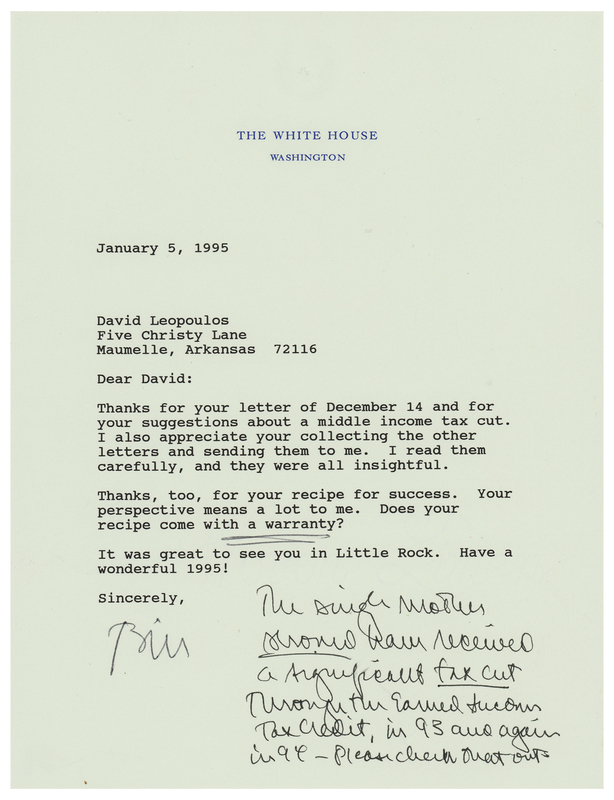 THE WHITE HOUSE
WASHINGTON
January 5, 1995
David Leopoulos
Five Christy Lane
Maumelle, Arkansas  72116
Dear David:
Thanks for your letter of December 14 and for
your suggestions about a middle income tax cut.
I also appreciate your collecting the other
letters and sending them to me.  I read them
carefully, and they were all insightful.
Thanks, too, for your recipe for success.  Your
perspective means a lot to me.  Does your
recipe come with a warranty?
It was great to see you in Little Rock.  Have a
wonderful 1995!
Sincerely,
Bill
The single mother
should have received
a significant tax cut
through the Earned Income
Tax Credit, in 93 and again
in 94 – Please check that out